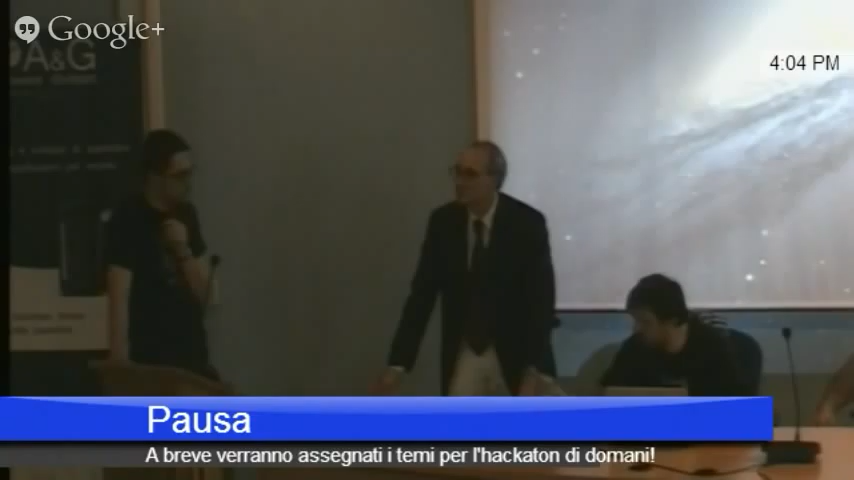 Google+
A&G
4:04 PM
Pausa
A breve verranno assegnati i temi per l'hackaton di domani!